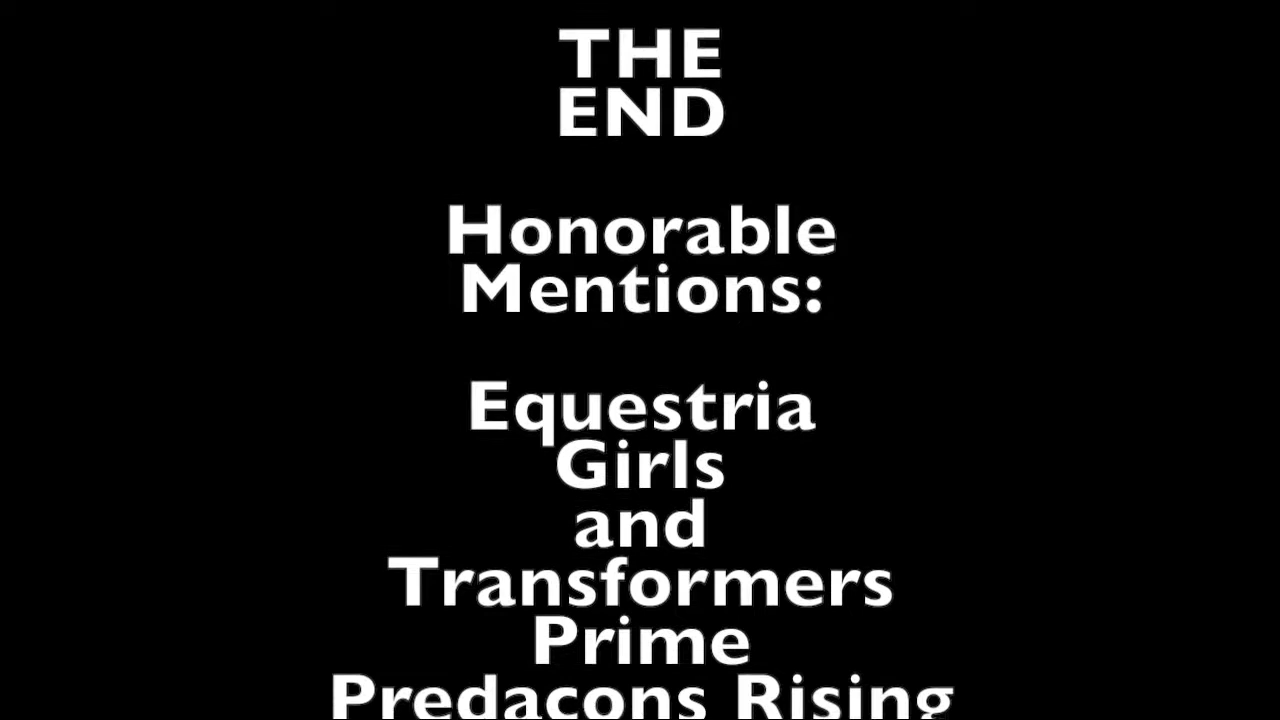 THE
END
Honorable
Mentions:
Equestria
Girls
and
Transformers
Prime
Predacons Rising